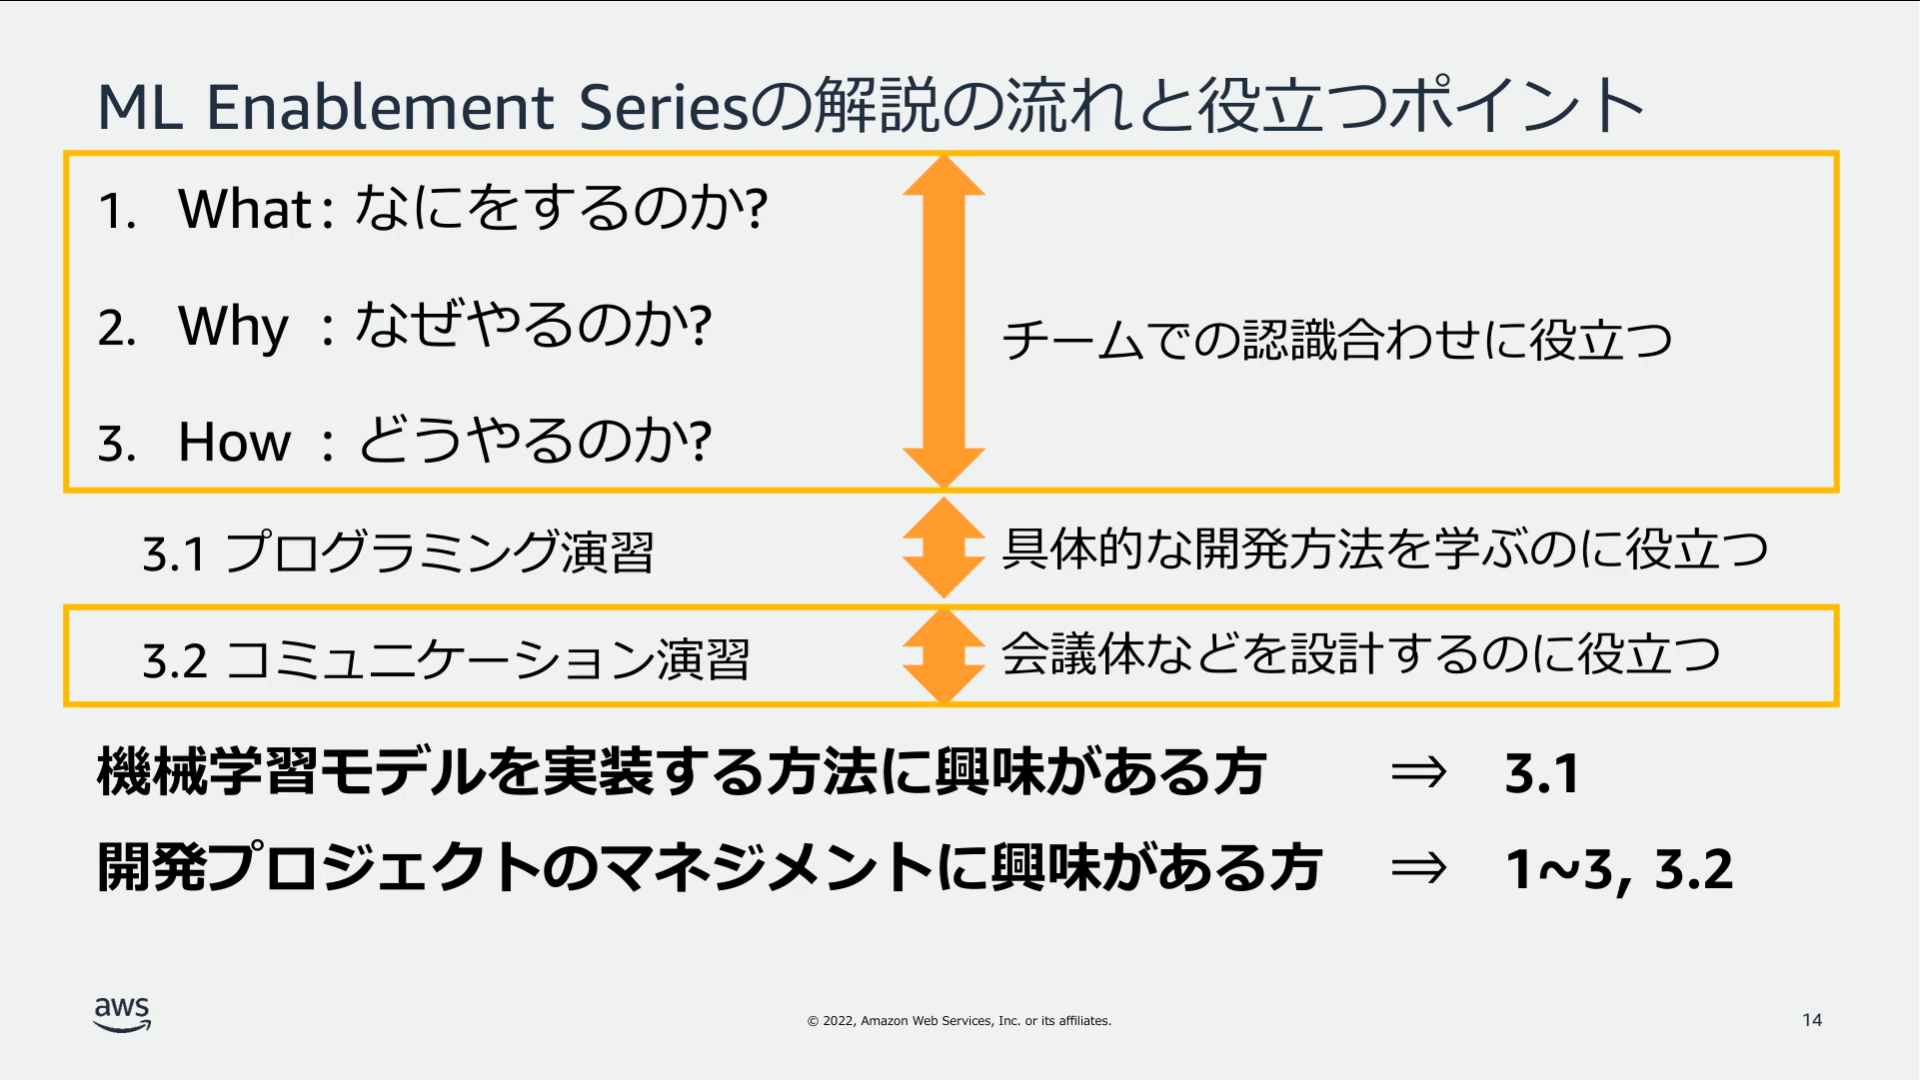 ML Enablement Seriesの解説の流れと役立つポイント
1. What : なにをするのか?
2. Why : なぜやるのか?
3. How : どうやるのか?
チームでの認識合わせに役立つ
3.1 プログラミング演習
具体的な開発方法を学ぶのに役立つ
3.2 コミュニケーション演習
会議体などを設計するのに役立つ
機械学習モデルを実装する方法に興味がある方 ⇒ 3.1
開発プロジェクトのマネジメントに興味がある方 ⇒ 1~3, 3.2
aws
© 2022, Amazon Web Services, Inc. or its affiliates.
14